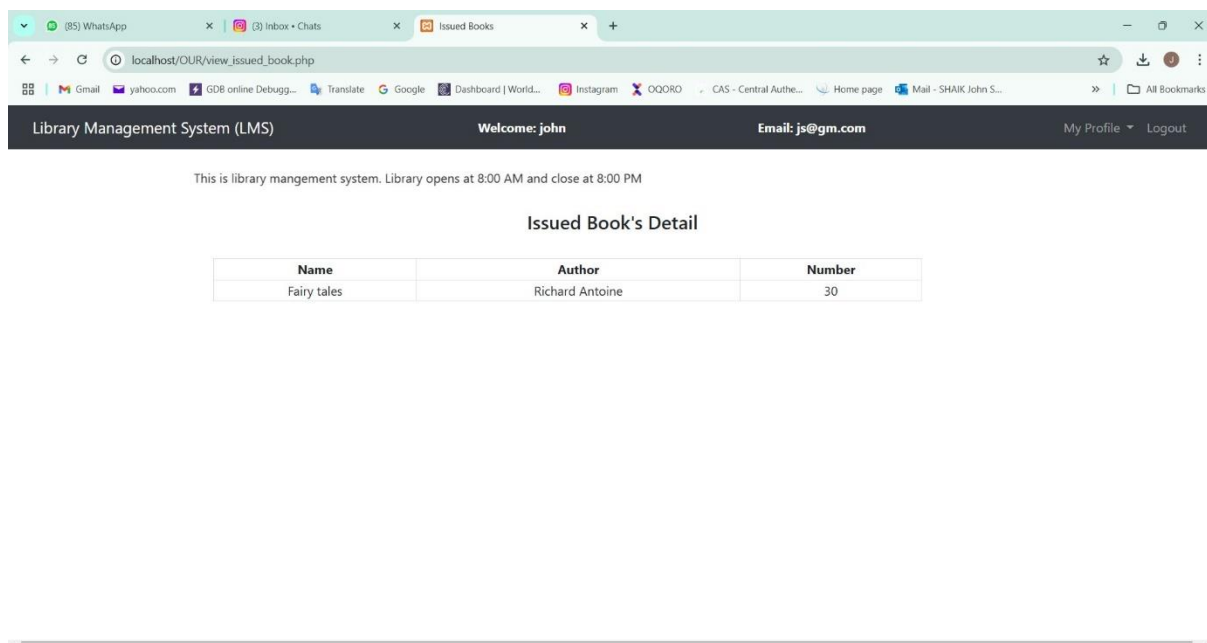 (85) WhatsApp (3) Inbox • Chats Issued Books
localhost/OUR/view_issued_book.php
Gmail yahoo.com GDB online Debugg... Translate Google Dashboard | World... Instagram OQORO CAS - Central Authe... Home page Mail - SHAIK John S... » All Bookmarks
Library Management System (LMS) Welcome: john Email: js@gm.com My Profile Logout
This is library mangement system. Library opens at 8:00 AM and close at 8:00 PM
Issued Book's Detail
Name Author Number
Fairy tales Richard Antoine 30